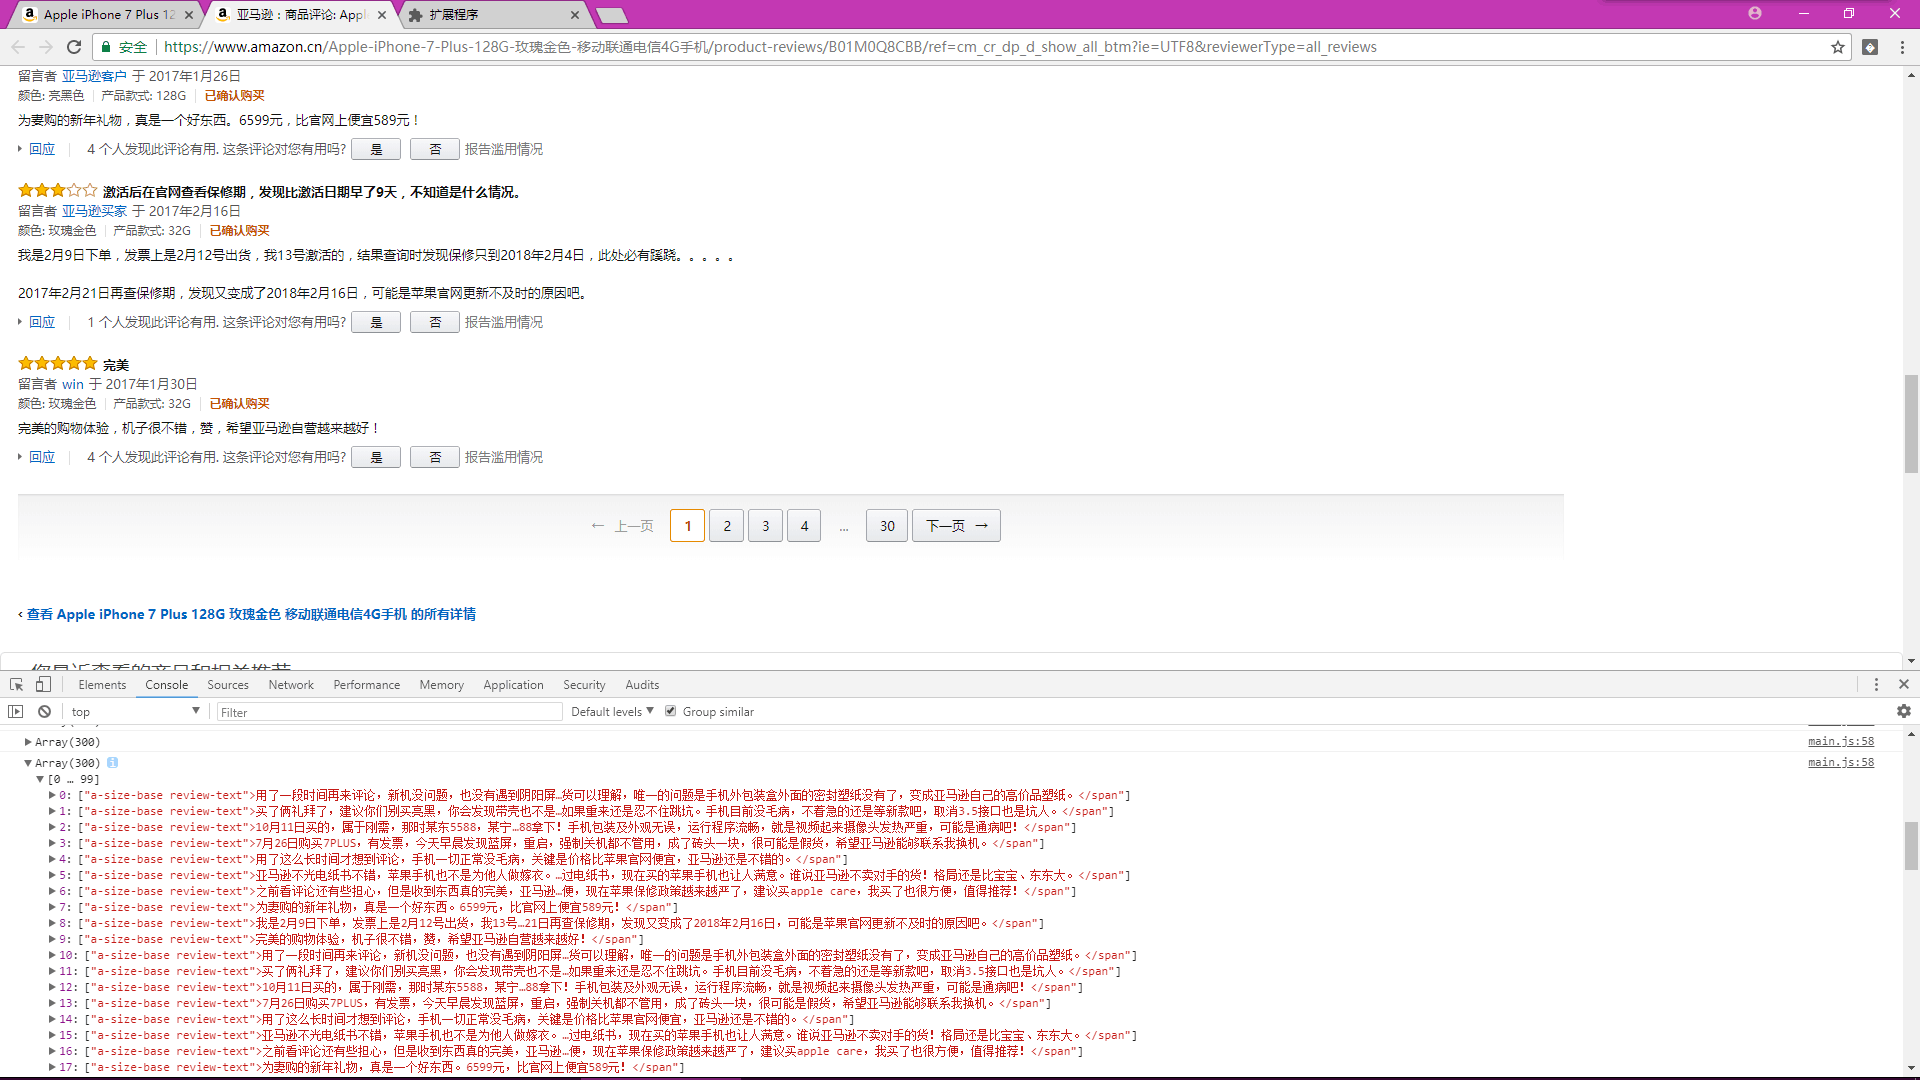 Apple iPhone 7 Plus 12
亚马逊：商品评论: Appl
扩展程序
安全 https://www.amazon.cn/Apple-iPhone-7-Plus-128G-玫瑰金色-移动联通电信4G手机/product-reviews/B01M0Q8CBB/ref=cm_cr_dp_d_show_all_btm?ie=UTF8&reviewerType=all_reviews
留言者 亚马逊客户 于 2017年1月26日
颜色: 亮黑色 产品款式: 128G 已确认购买
为妻购的新年礼物，真是一个好东西。6599元，比官网上便宜589元！
回应 4 个人发现此评论有用. 这条评论对您有用吗? 是 否 报告滥用情况
激活后在官网查看保修期，发现比激活日期早了9天，不知道是什么情况。
留言者 亚马逊买家 于 2017年2月16日
颜色: 玫瑰金色 产品款式: 32G 已确认购买
我是2月9日下单，发票上是2月12号出货，我13号激活的，结果查询时发现保修只到2018年2月4日，此处必有蹊跷。。。。。
2017年2月21日再查保修期，发现又变成了2018年2月16日，可能是苹果官网更新不及时的原因吧。
回应 1 个人发现此评论有用. 这条评论对您有用吗? 是 否 报告滥用情况
完美
留言者 win 于 2017年1月30日
颜色: 玫瑰金色 产品款式: 32G 已确认购买
完美的购物体验，机子很不错，赞，希望亚马逊自营越来越好！
回应 4 个人发现此评论有用. 这条评论对您有用吗? 是 否 报告滥用情况
← 上一页 1 2 3 4 ... 30 下一页 →
‹ 查看 Apple iPhone 7 Plus 128G 玫瑰金色 移动联通电信4G手机 的所有详情
您最近查看的商品和相关推荐
Elements Console Sources Network Performance Memory Application Security Audits
top Filter Default levels Group similar
Array(300) main.js:58
Array(300) main.js:58
[0 … 99]
0: ["a-size-base review-text">用了一段时间再来评论，新机没问题，也没有遇到阴阳屏…货可以理解，唯一的问题是手机外包装盒外面的密封塑纸没有了，变成亚马逊自己的高价品塑纸。</span"]
1: ["a-size-base review-text">买了俩礼拜了，建议你们别买亮黑，你会发现带壳也不是…如果重来还是忍不住跳坑。手机目前没毛病，不着急的还是等新款吧，取消3.5接口也是坑人。</span"]
2: ["a-size-base review-text">10月11日买的，属于刚需，那时某东5588，某宁…88拿下！手机包装及外观无误，运行程序流畅，就是视频起来摄像头发热严重，可能是通病吧！</span"]
3: ["a-size-base review-text">7月26日购买7PLUS，有发票，今天早晨发现蓝屏，重启，强制关机都不管用，成了砖头一块，很可能是假货，希望亚马逊能够联系我换机。</span"]
4: ["a-size-base review-text">用了这么长时间才想到评论，手机一切正常没毛病，关键是价格比苹果官网便宜，亚马逊还是不错的。</span"]
5: ["a-size-base review-text">亚马逊不光电纸书不错，苹果手机也不是为他人做嫁衣。…过电纸书，现在买的苹果手机也让人满意。谁说亚马逊不卖对手的货！格局还是比宝宝、东东大。</span"]
6: ["a-size-base review-text">之前看评论还有些担心，但是收到东西真的完美，亚马逊…便，现在苹果保修政策越来越严了，建议买apple care，我买了也很方便，值得推荐！</span"]
7: ["a-size-base review-text">为妻购的新年礼物，真是一个好东西。6599元，比官网上便宜589元！</span"]
8: ["a-size-base review-text">我是2月9日下单，发票上是2月12号出货，我13号…21日再查保修期，发现又变成了2018年2月16日，可能是苹果官网更新不及时的原因吧。</span"]
9: ["a-size-base review-text">完美的购物体验，机子很不错，赞，希望亚马逊自营越来越好！</span"]
10: ["a-size-base review-text">用了一段时间再来评论，新机没问题，也没有遇到阴阳屏…货可以理解，唯一的问题是手机外包装盒外面的密封塑纸没有了，变成亚马逊自己的高价品塑纸。</span"]
11: ["a-size-base review-text">买了俩礼拜了，建议你们别买亮黑，你会发现带壳也不是…如果重来还是忍不住跳坑。手机目前没毛病，不着急的还是等新款吧，取消3.5接口也是坑人。</span"]
12: ["a-size-base review-text">10月11日买的，属于刚需，那时某东5588，某宁…88拿下！手机包装及外观无误，运行程序流畅，就是视频起来摄像头发热严重，可能是通病吧！</span"]
13: ["a-size-base review-text">7月26日购买7PLUS，有发票，今天早晨发现蓝屏，重启，强制关机都不管用，成了砖头一块，很可能是假货，希望亚马逊能够联系我换机。</span"]
14: ["a-size-base review-text">用了这么长时间才想到评论，手机一切正常没毛病，关键是价格比苹果官网便宜，亚马逊还是不错的。</span"]
15: ["a-size-base review-text">亚马逊不光电纸书不错，苹果手机也不是为他人做嫁衣。…过电纸书，现在买的苹果手机也让人满意。谁说亚马逊不卖对手的货！格局还是比宝宝、东东大。</span"]
16: ["a-size-base review-text">之前看评论还有些担心，但是收到东西真的完美，亚马逊…便，现在苹果保修政策越来越严了，建议买apple care，我买了也很方便，值得推荐！</span"]
17: ["a-size-base review-text">为妻购的新年礼物，真是一个好东西。6599元，比官网上便宜589元！</span"]